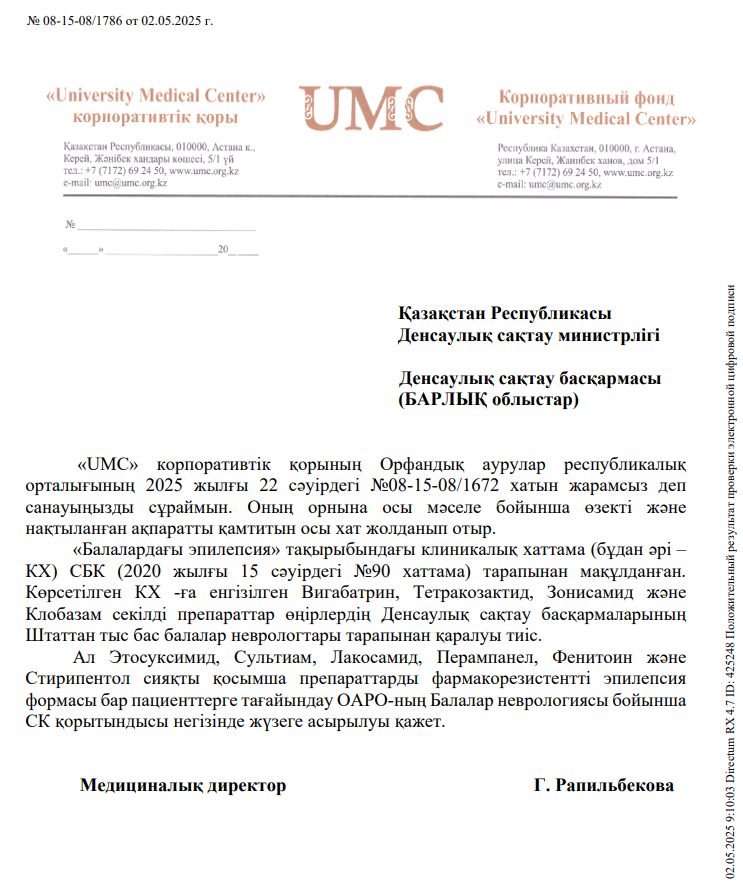 № 08-15-08/1786 от 02.05.2025 г.
«University Medical Center»
корпоративтік қоры
Қазақстан Республикасы, 010000, Астана қ.,
Керей, Жәнібек хандары көшесі, 5/1 үй
тел.: +7 (7172) 69 24 50, www.umc.org.kz
e-mail: umc@umc.org.kz
UMC
Корпоративный фонд
«University Medical Center»
Республика Казахстан, 010000, г. Астана,
улица Керей, Жанибек ханов, дом 5/1
тел.: +7 (7172) 69 24 50, www.umc.org.kz
e-mail: umc@umc.org.kz
№ ______________________________
«_____» ____________________20_____
Қазақстан Республикасы
Денсаулық сақтау министрлігі
Денсаулық сақтау басқармасы
(БАРЛЫҚ облыстар)
«UMC» корпоративтік қорының Орфандық аурулар республикалық
орталығының 2025 жылғы 22 сәуірдегі №08-15-08/1672 хатын жарамсыз деп
санауыңызды сұраймын. Оның орнына осы мәселе бойынша өзекті және
нақтыланған ақпаратты қамтитын осы хат жолданып отыр.
«Балалардағы эпилепсия» тақырыбындағы клиникалық хаттама (бұдан әрі –
КХ) СБК (2020 жылғы 15 сәуірдегі №90 хаттама) тарапынан мақұлданған.
Көрсетілген КХ -ға енгізілген Вигабатрин, Тетракозактид, Зонисамид және
Клобазам секілді препараттар өңірлердің Денсаулық сақтау басқармаларының
Штаттан тыс бас балалар неврологтары тарапынан қаралуы тиіс.
Ал Этосуксимид, Сультиам, Лакосамид, Перампанел, Фенитоин және
Стирипентол сияқты қосымша препараттарды фармакорезистентті эпилепсия
формасы бар пациенттерге тағайындау ОАРО-ның Балалар неврологиясы бойынша
СК қорытындысы негізінде жүзеге асырылуы қажет.
Медициналық директор
Г. Рапильбекова
02.05.2025 9:10:03 Directum RX 4.7 ID: 425248 Положительный результат проверки электронной цифровой подписи